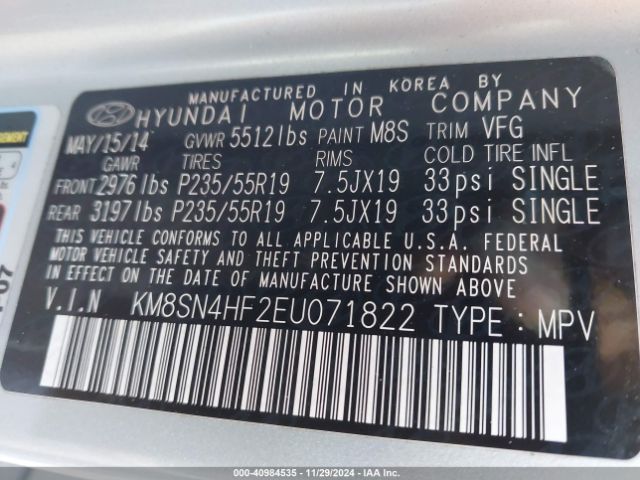 MANUFACTURED IN KOREA BY
HYUNDAI MOTOR COMPANY
MAY/15/14 GVWR 5512lbs PAINT M8S TRIM VFG
GAWR TIRES RIMS COLD TIRE INFL
FRONT 2976lbs P235/55R19 7.5JX19 33psi SINGLE
REAR 3197lbs P235/55R19 7.5JX19 33psi SINGLE
THIS VEHICLE CONFORMS TO ALL APPLICABLE U.S.A. FEDERAL
MOTOR VEHICLE SAFETY AND THEFT PREVENTION STANDARDS
IN EFFECT ON THE DATE OF MANUFACTURE SHOWN ABOVE.
V.I.N KM8SN4HF2EU071822 TYPE : MPV
000-40984535 - 11/29/2024 - IAAI.CA